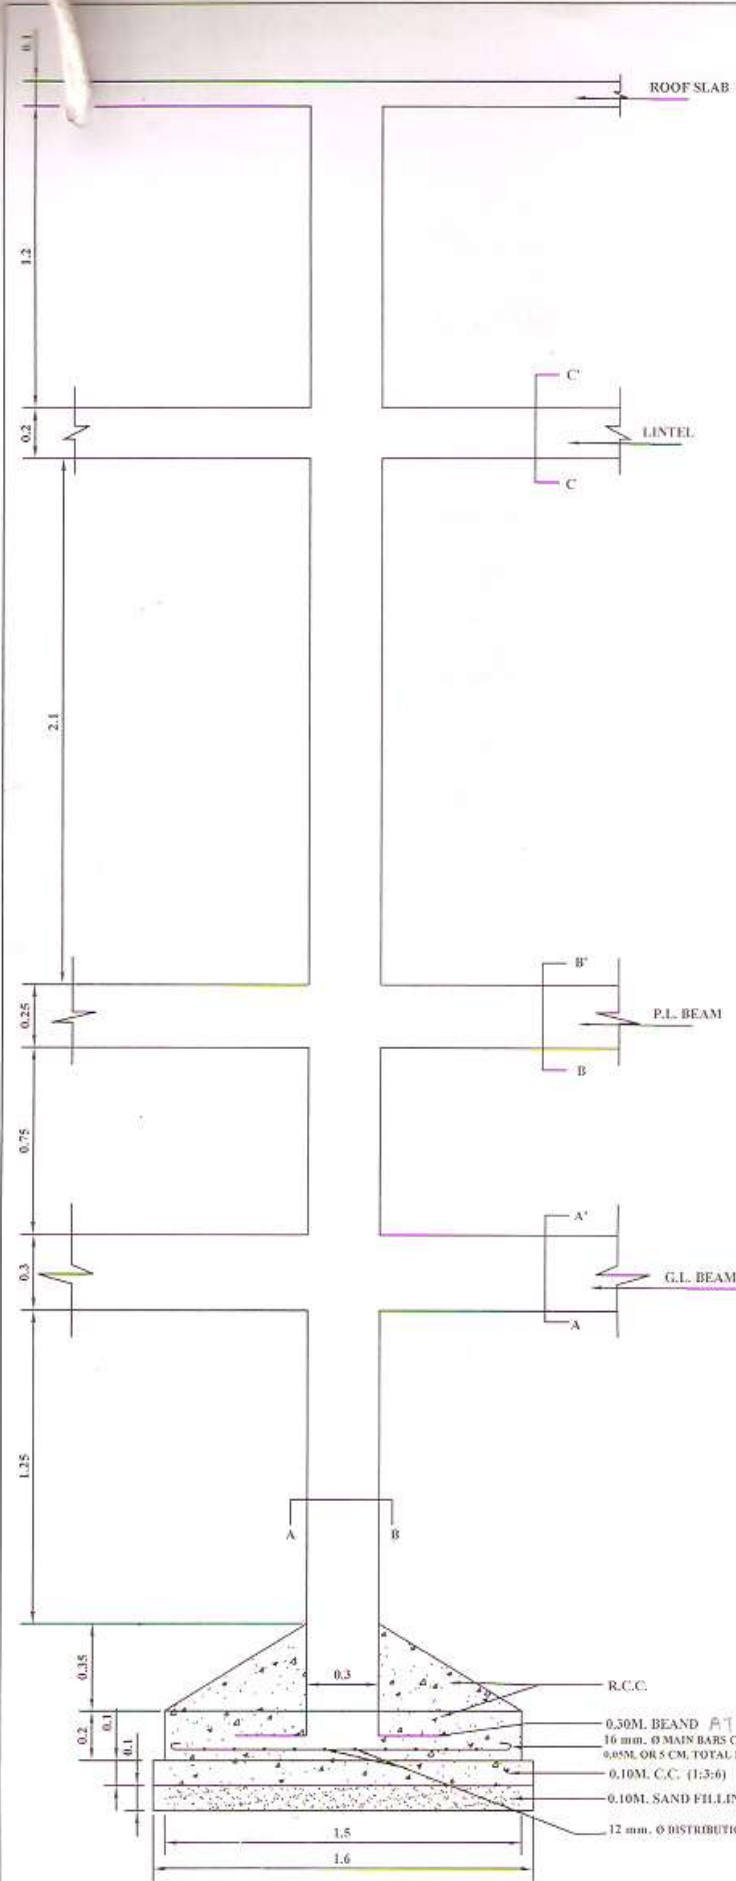 0.1
ROOF SLAB
1.2
C'
0.2
LINTEL
C
2.1
B'
0.25
P.L. BEAM
B
0.75
A'
0.3
G.L. BEAM
A
1.25
A
B
0.35
0.3
R.C.C.
0.1
0.2
0.30M. BEAND AT
16 mm. Ø MAIN BARS
0.05M, OR 5 CM, TOTAL
0.1
0.10M. C.C. (1:3:6)
0.10M. SAND FILLIN
12 mm. Ø DISTRIBUTIO
1.5
1.6